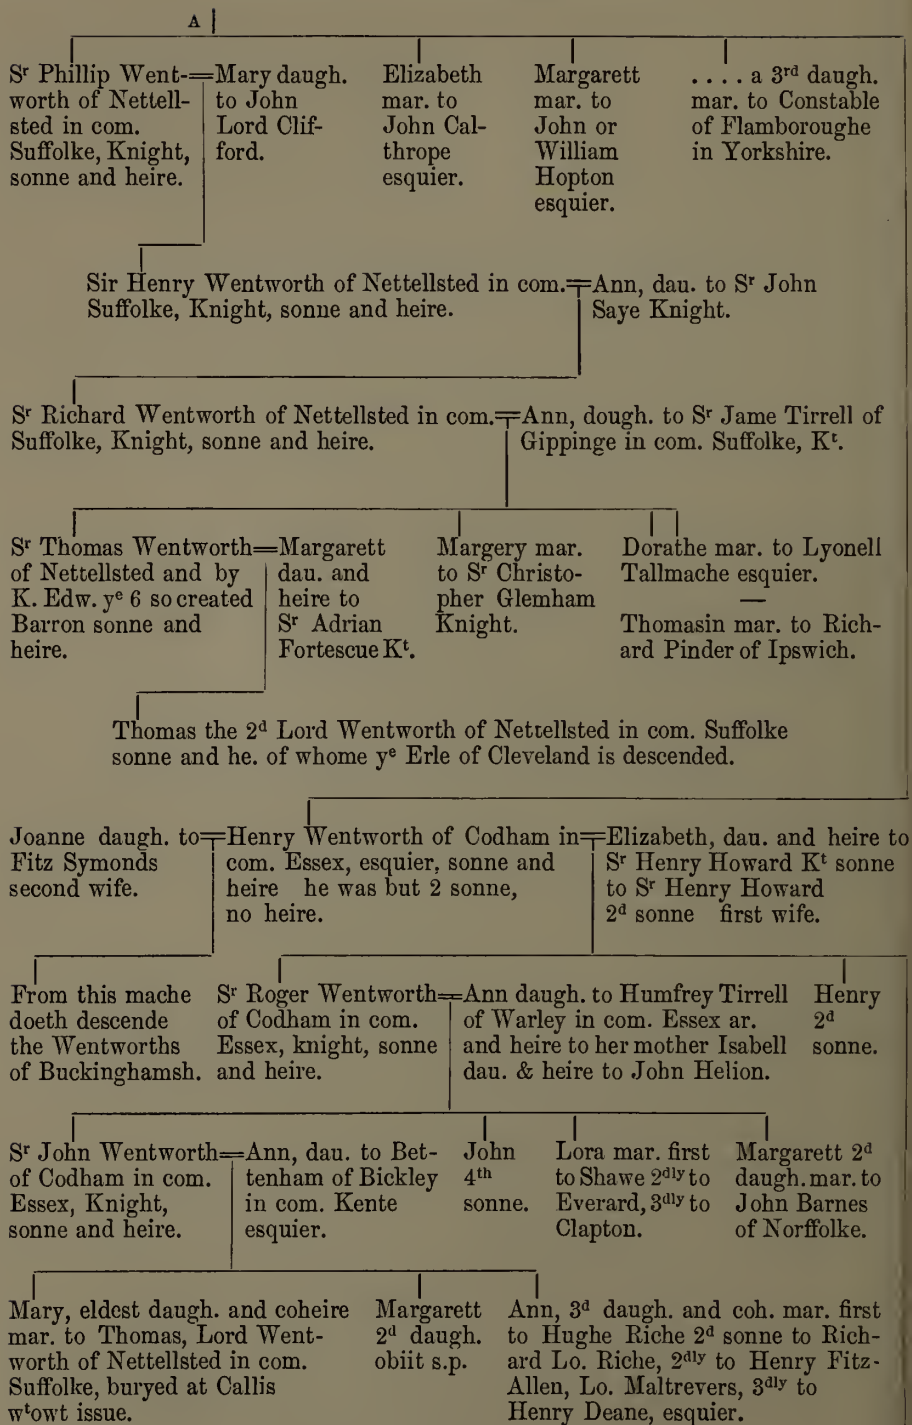 A
Sʳ Phillip Went-
worth of Nettell-
sted in com.
Suffolke, Knight,
sonne and heire.
Mary daugh.
to John
Lord Clif-
ford.
Elizabeth
mar. to
John Cal-
thrope
esquier.
Margarett
mar. to
John or
William
Hopton
esquier.
. . . . a 3ʳᵈ daugh.
mar. to Constable
of Flamboroughe
in Yorkshire.
Sir Henry Wentworth of Nettellsted in com.
Suffolke, Knight, sonne and heire.
Ann, dau. to Sʳ John
Saye Knight.
Sʳ Richard Wentworth of Nettellsted in com.
Suffolke, Knight, sonne and heire.
Ann, dough. to Sʳ Jame Tirrell of
Gippinge in com. Suffolke, Kᵗ.
Sʳ Thomas Wentworth
of Nettellsted and by
K. Edw. yᵉ 6 so created
Barron sonne and
heire.
Margarett
dau. and
heire to
Sʳ Adrian
Fortescue Kᵗ.
Margery mar.
to Sʳ Christo-
pher Glemham
Knight.
Dorathe mar. to Lyonell
Tallmache esquier.
—
Thomasin mar. to Rich-
ard Pinder of Ipswich.
Thomas the 2ᵈ Lord Wentworth of Nettellsted in com. Suffolke
sonne and he. of whome yᵉ Erle of Cleveland is descended.
Joanne daugh. to
Fitz Symonds
second wife.
Henry Wentworth of Codham in
com. Essex, esquier, sonne and
heire he was but 2 sonne,
no heire.
Elizabeth, dau. and heire to
Sʳ Henry Howard Kᵗ sonne
to Sʳ Henry Howard
2ᵈ sonne first wife.
From this mache
doeth descende
the Wentworths
of Buckinghamsh.
Sʳ Roger Wentworth
of Codham in com.
Essex, knight, sonne
and heire.
Ann daugh. to Humfrey Tirrell
of Warley in com. Essex ar.
and heire to her mother Isabell
dau. & heire to John Helion.
Henry
2ᵈ
sonne.
Sʳ John Wentworth
of Codham in com.
Essex, Knight,
sonne and heire.
Ann, dau. to Bet-
tenham of Bickley
in com. Kente
esquier.
John
4ᵗʰ
sonne.
Lora mar. first
to Shawe 2ᵈˡʸ to
Everard, 3ᵈˡʸ to
Clapton.
Margarett 2ᵈ
daugh. mar. to
John Barnes
of Norffolke.
Mary, eldest daugh. and coheire
mar. to Thomas, Lord Went-
worth of Nettellsted in com.
Suffolke, buryed at Callis
wᵗowt issue.
Margarett
2ᵈ daugh.
obiit s.p.
Ann, 3ᵈ daugh. and coh. mar. first
to Hughe Riche 2ᵈ sonne to Rich-
ard Lo. Riche, 2ᵈˡʸ to Henry Fitz-
Allen, Lo. Maltrevers, 3ᵈˡʸ to
Henry Deane, esquier.